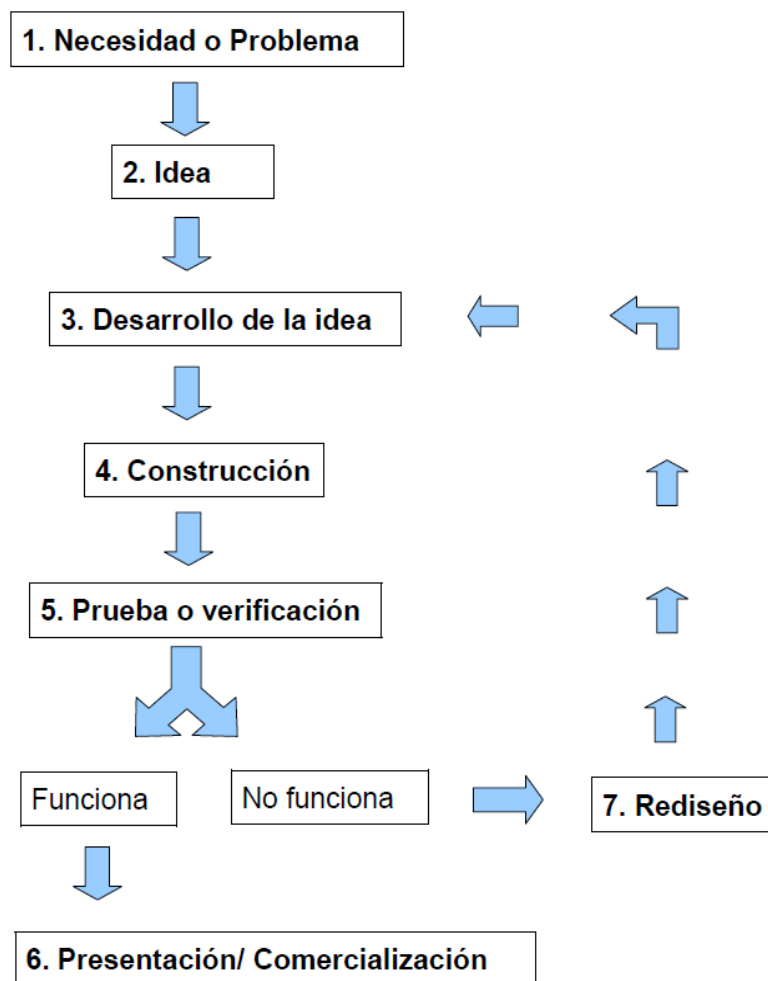 1. Necesidad o Problema
2. Idea
3. Desarrollo de la idea
4. Construcción
5. Prueba o verificación
Funciona
No funciona
7. Rediseño
6. Presentación/ Comercialización